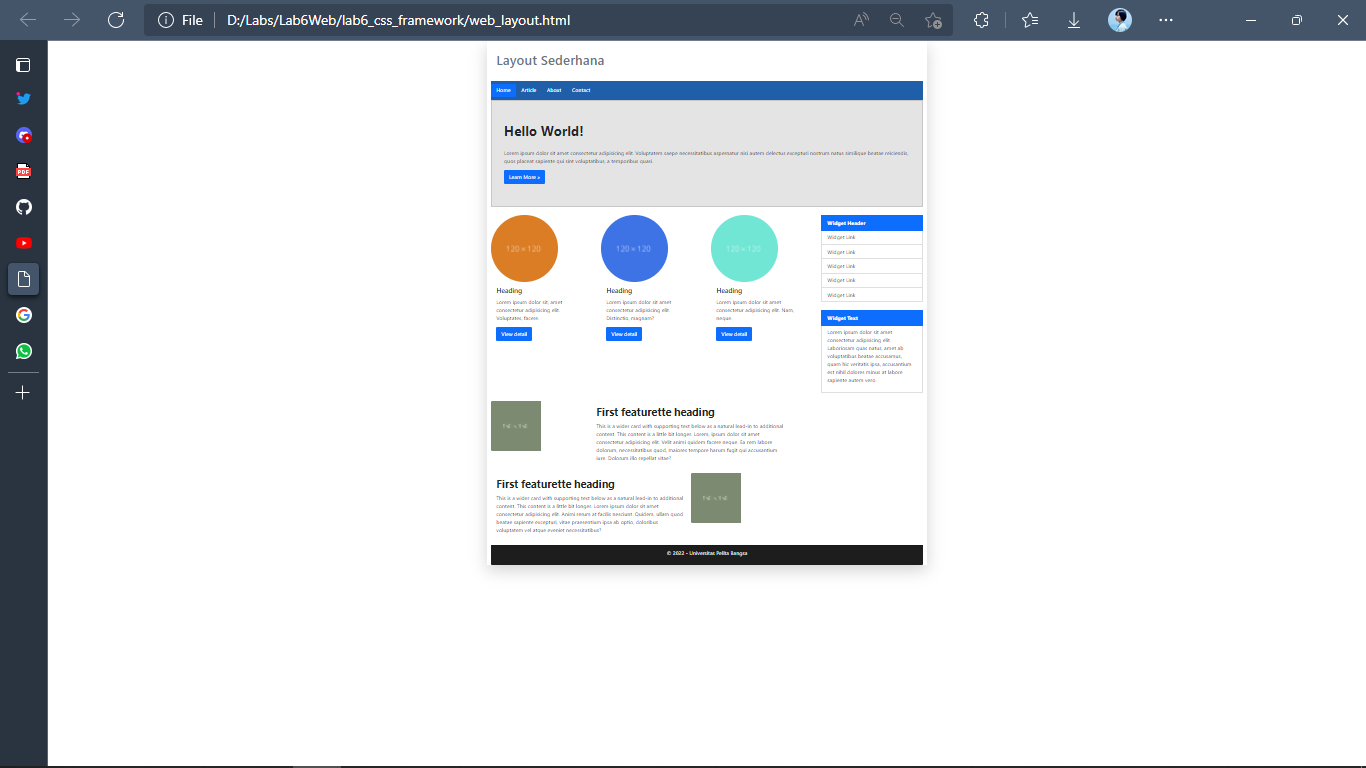 File
D:/Labs/Lab6Web/lab6_css_framework/web_layout.html
Layout Sederhana
Home Article About Contact
Hello World!
Lorem ipsum dolor sit amet consectetur adipisicing elit. Voluptatem saepe necessitatibus aspernatur nisi autem delectus excepturi nostrum natus similique beatae reiciendis,
quos placeat sapiente qui sint voluptatibus, a temporibus quasi.
Learn More »
120 × 120
Heading
Lorem ipsum dolor sit, amet
consectetur adipisicing elit.
Voluptates, facere.
View detail
120 × 120
Heading
Lorem ipsum dolor sit, amet
consectetur adipisicing elit.
Distinctio, magnam?
View detail
120 × 120
Heading
Lorem ipsum dolor sit amet
consectetur adipisicing elit. Nam,
neque.
View detail
Widget Header
Widget Link
Widget Link
Widget Link
Widget Link
Widget Link
Widget Text
Lorem ipsum dolor sit amet
consectetur adipisicing elit.
Laboriosam quas natus, amet ab
voluptatibus beatae accusamus,
quam hic veritatis ipsa, accusantium
est nihil dolores minus at labore
sapiente autem vero.
First featurette heading
This is a wider card with supporting text below as a natural lead-in to additional
content. This content is a little bit longer. Lorem, ipsum dolor sit amet
consectetur adipisicing elit. Velit animi quidem facere neque. Ea rem labore
dolorum, necessitatibus quod, maiores tempore harum fugit qui accusantium
iure. Dolorum illo repellat vitae?
First featurette heading
This is a wider card with supporting text below as a natural lead-in to additional
content. This content is a little bit longer. Lorem ipsum dolor sit amet
consectetur adipisicing elit. Animi rerum at facilis nesciunt. Quidem, ullam quod
beatae sapiente excepturi, vitae praesentium ipsa ab optio, doloribus
voluptatem vel atque eveniet necessitatibus?
© 2022 - Universitas Pelita Bangsa
PDF